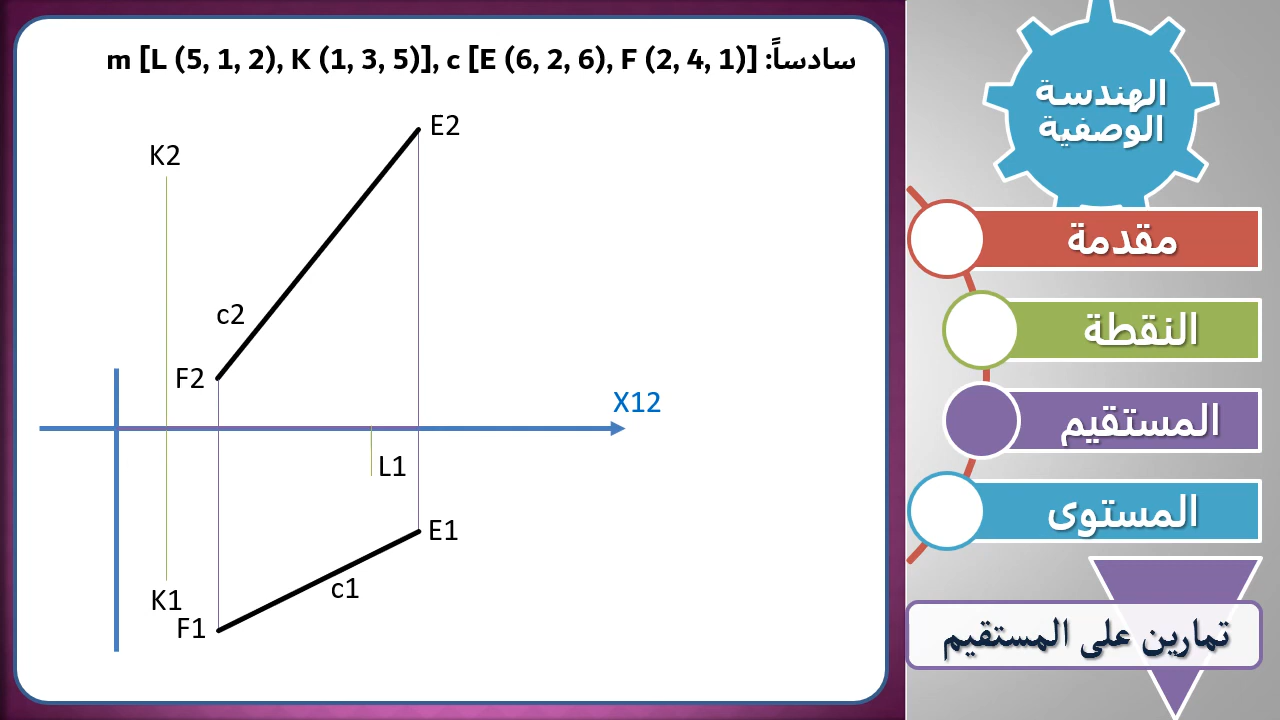 سادساً: m [L (5, 1, 2), K (1, 3, 5)], c [E (6, 2, 6), F (2, 4, 1)]
E2
K2
c2
F2
X12
L1
E1
c1
K1
F1
الهندسة
الوصفية
مقدمة
النقطة
المستقيم
المستوى
تمارين على المستقيم